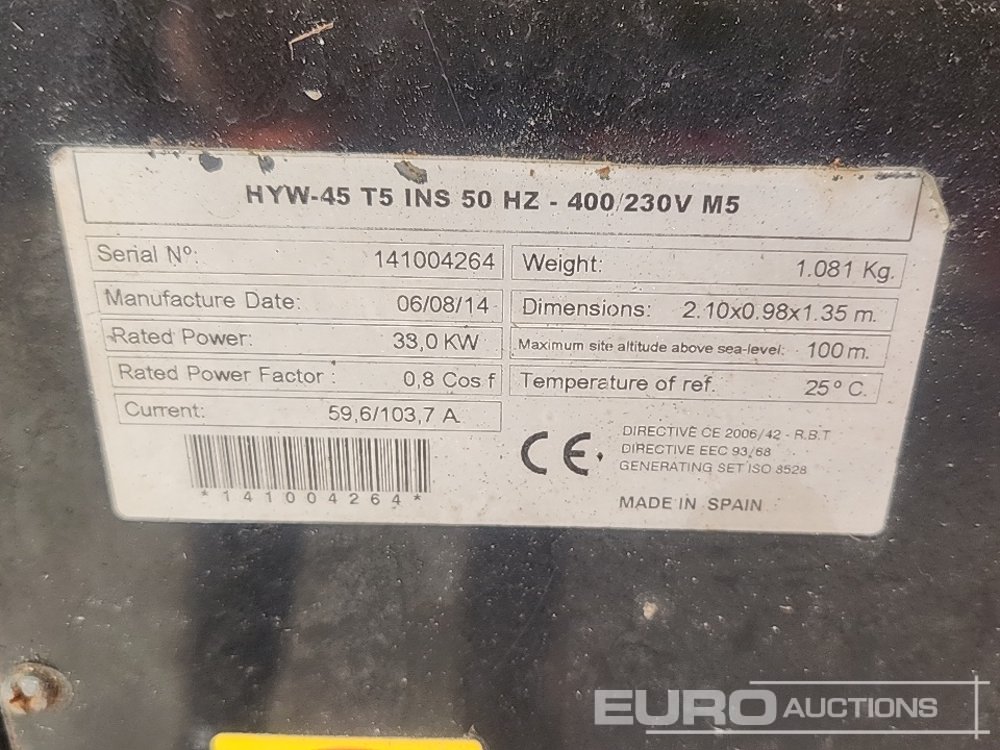 HYW-45 T5 INS 50 HZ - 400/230V M5
Serial Nº: 141004264
Manufacture Date: 06/08/14
Rated Power: 33,0 KW
Rated Power Factor : 0,8 Cos f
Current: 59,6/103,7 A.
*141004264*
Weight: 1.081 Kg.
Dimensions: 2.10x0.98x1.35 m.
Maximum site altitude above sea-level: 100 m.
Temperature of ref. 25º C.
CE
DIRECTIVE CE 2006/42 - R.B.T
DIRECTIVE EEC 93/68
GENERATING SET ISO 8528
MADE IN SPAIN
EURO AUCTIONS